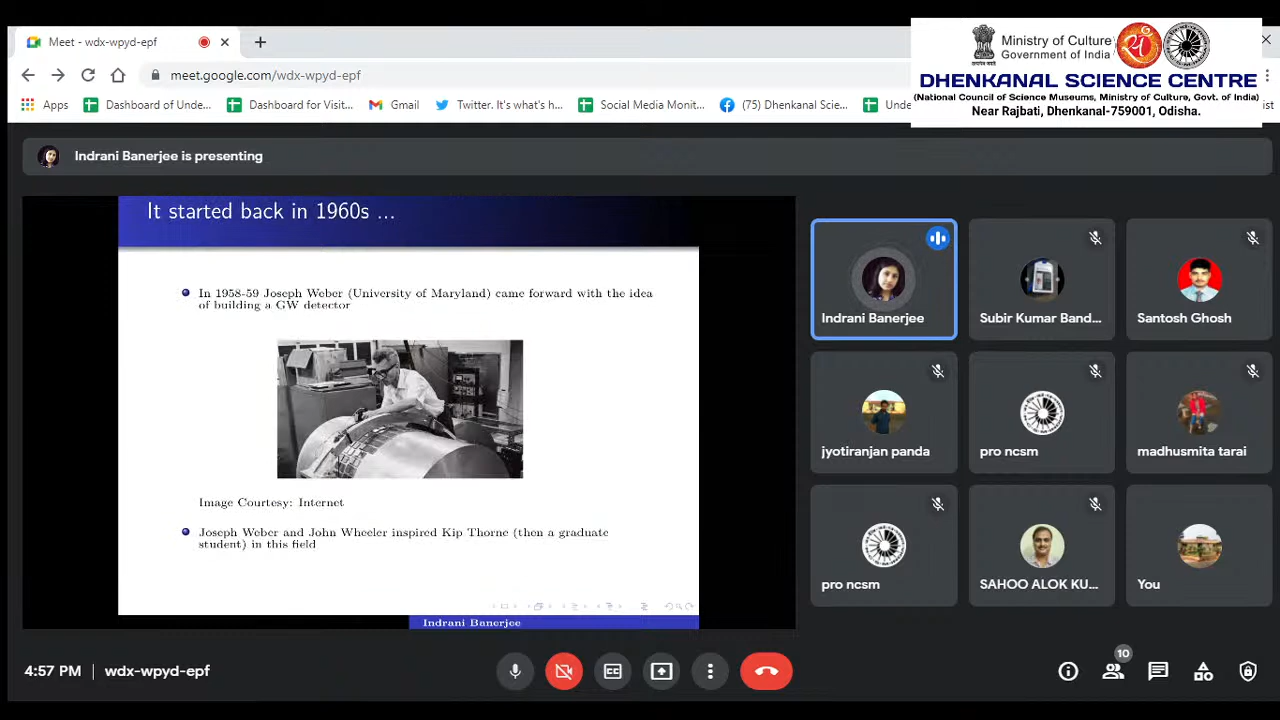 Meet - wdx-wpyd-epf
Ministry of Culture
Government of India
DHENKANAL SCIENCE CENTRE
(National Council of Science Museums, Ministry of Culture, Govt. of India)
Near Rajbati, Dhenkanal-759001, Odisha.
meet.google.com/wdx-wpyd-epf
Apps
Dashboard of Unde...
Dashboard for Visit...
Gmail
Twitter. It's what's h...
Social Media Monit...
(75) Dhenkanal Scie...
Unde
ist
Indrani Banerjee is presenting
It started back in 1960s ...
In 1958-59 Joseph Weber (University of Maryland) came forward with the idea
of building a GW detector
Image Courtesy: Internet
Joseph Weber and John Wheeler inspired Kip Thorne (then a graduate
student) in this field
Indrani Banerjee
Indrani Banerjee
Subir Kumar Band...
Santosh Ghosh
jyotiranjan panda
pro ncsm
madhusmita tarai
pro ncsm
SAHOO ALOK KU...
You
4:57 PM | wdx-wpyd-epf
CC
10